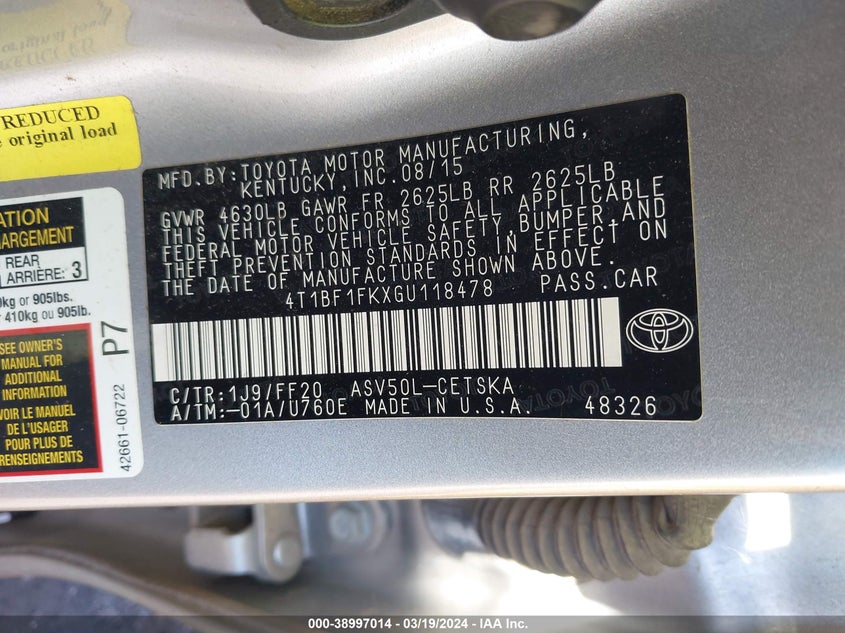 REDUCED
e original load
ATION
HARGEMENT
REAR
ARRIÈRE: 3
kg or 905lbs.
410kg ou 905lb.
SEE OWNER'S
MANUAL FOR
ADDITIONAL
INFORMATION
VOIR LE MANUEL
DE L'USAGER
POUR PLUS DE
RENSEIGNEMENTS
P7
42661-06722
MFD.BY:TOYOTA MOTOR MANUFACTURING,
KENTUCKY,INC.08/15
GVWR 4630LB GAWR FR 2625LB RR 2625LB
THIS VEHICLE CONFORMS TO ALL APPLICABLE
FEDERAL MOTOR VEHICLE SAFETY,BUMPER,AND
THEFT PREVENTION STANDARDS IN EFFECT ON
THE DATE OF MANUFACTURE SHOWN ABOVE.
4T1BF1FKXGU118478 PASS.CAR
C/TR:1J9/FF20 ASV50L-CETSKA
A/TM:-01A/U760E MADE IN U.S.A. 48326
000-38997014 — 03/19/2024 — IAA Inc.